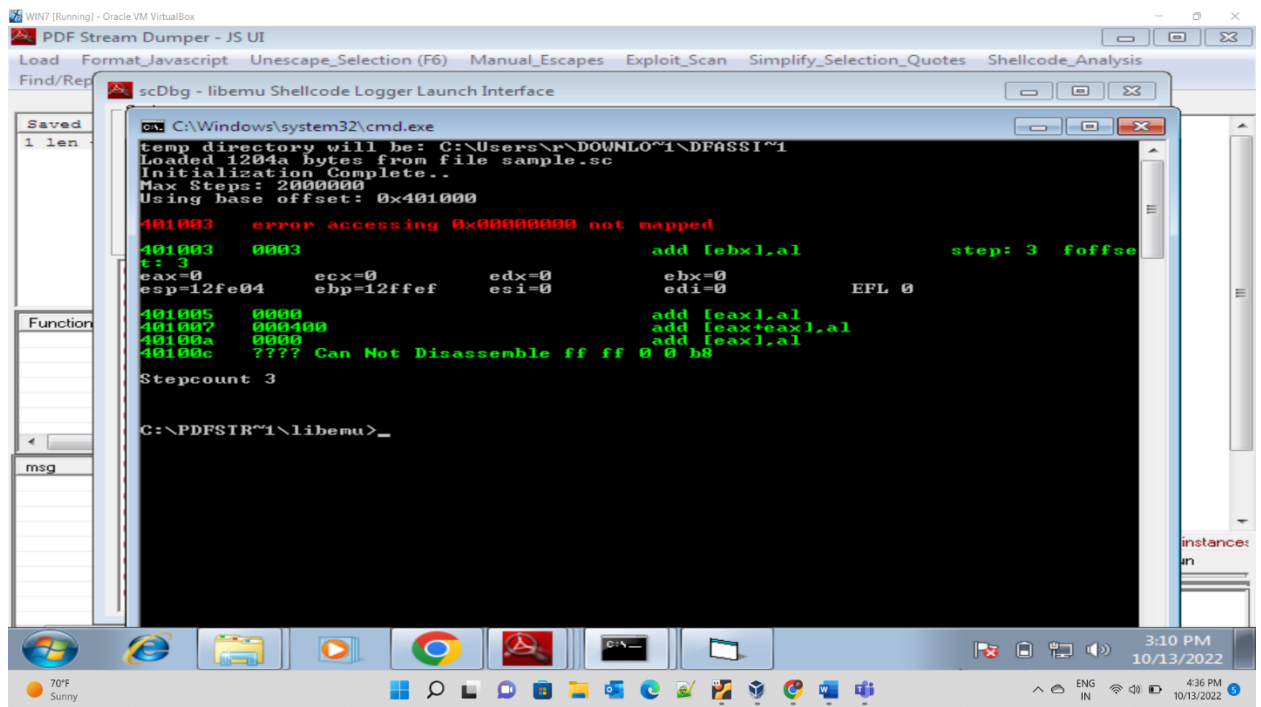 WIN7 [Running] - Oracle VM VirtualBox
PDF Stream Dumper - JS UI
Load Format_Javascript Unescape_Selection (F6) Manual_Escapes Exploit_Scan Simplify_Selection_Quotes Shellcode_Analysis
Find/Rep
scDbg - libemu Shellcode Logger Launch Interface
Saved
1 len
C:\Windows\system32\cmd.exe
temp directory will be: C:\Users\r\DOWNLO~1\DFASSI~1
Loaded 1204a bytes from file sample.sc
Initialization Complete..
Max Steps: 2000000
Using base offset: 0x401000
401003 error accessing 0x00000000 not mapped
401003 0003 add [ebx],al step: 3 foffse
t: 3
eax=0 ecx=0 edx=0 ebx=0
esp=12fe04 ebp=12ffef esi=0 edi=0 EFL 0
401005 0000 add [eax],al
401007 000400 add [eax+eax],al
40100a 0000 add [eax],al
40100c ???? Can Not Disassemble ff ff 0 0 b8
Stepcount 3
C:\PDFSTR~1\libemu>_
Function
msg
instances
un
3:10 PM
10/13/2022
70°F
Sunny
ENG
IN
4:36 PM
10/13/2022
5